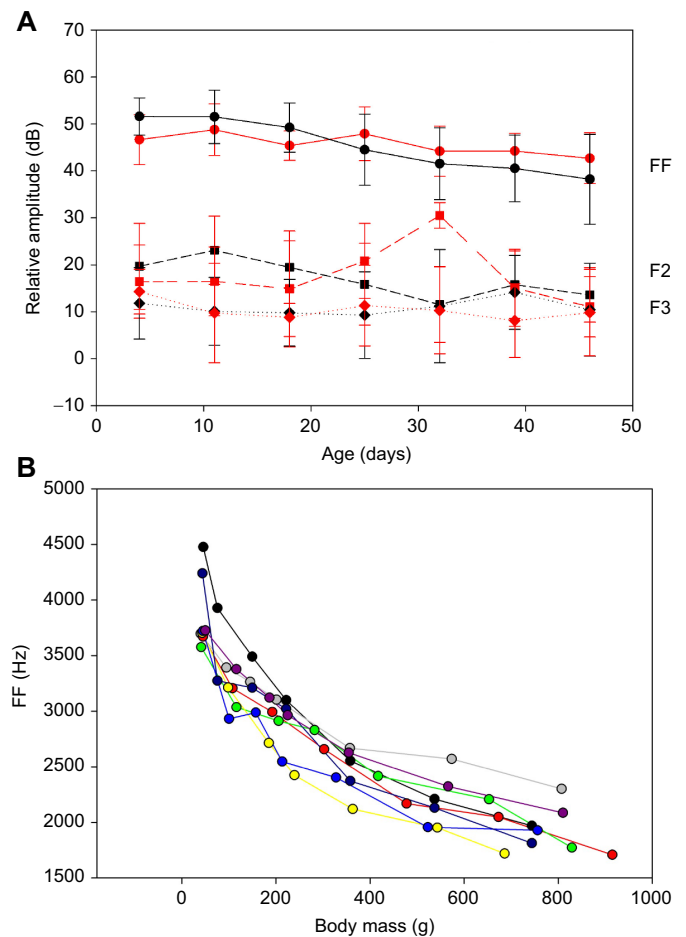 A
70
60
50
40
30
20
10
0
–10
Relative amplitude (dB)
FF
F2
F3
0 10 20 30 40 50
Age (days)
B
5000
4500
4000
3500
3000
2500
2000
1500
FF (Hz)
0 200 400 600 800 1000
Body mass (g)